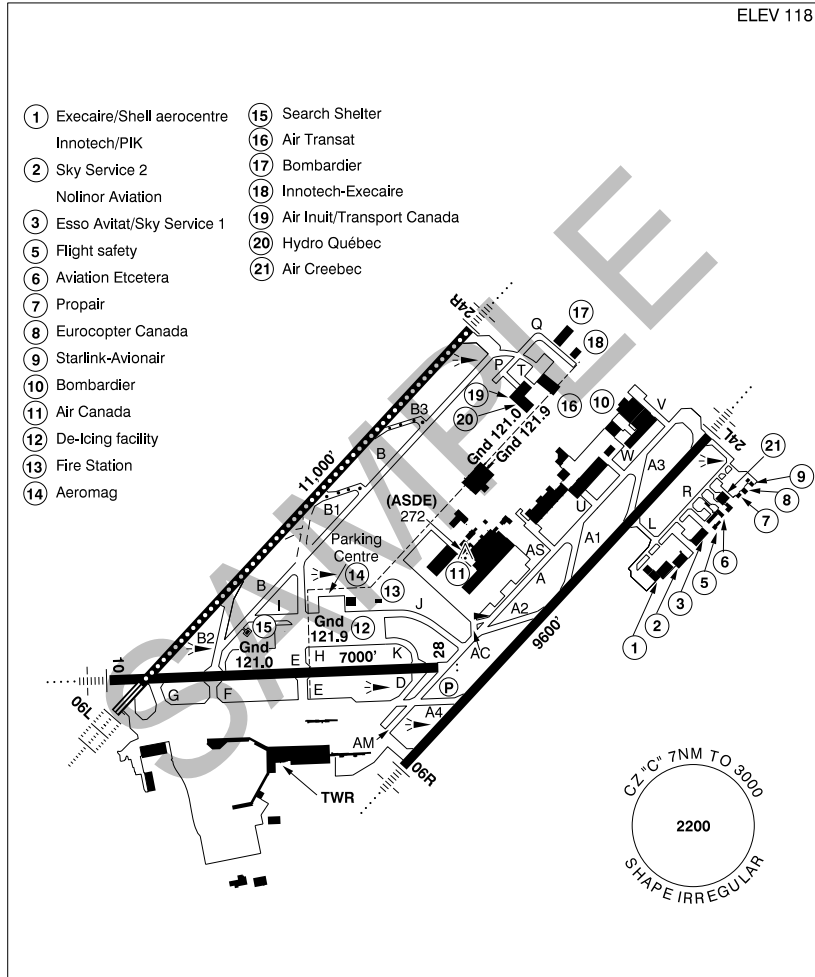 ELEV 118
1 Execaire/Shell aerocentre
Innotech/PIK
2 Sky Service 2
Nolinor Aviation
3 Esso Avitat/Sky Service 1
5 Flight safety
6 Aviation Etcetera
7 Propair
8 Eurocopter Canada
9 Starlink-Avionair
10 Bombardier
11 Air Canada
12 De-Icing facility
13 Fire Station
14 Aeromag
15 Search Shelter
16 Air Transat
17 Bombardier
18 Innotech-Execaire
19 Air Inuit/Transport Canada
20 Hydro Québec
21 Air Creebec
SAMPLE
24R
17
Q
18
P
T
19
20
16
10
V
Gnd 121.0
Gnd 121.9
24L
21
B3
B
W
A3
11,000'
(ASDE)
272
R
9
8
7
B1
U
L
Parking
Centre
A1
6
5
3
2
1
14
13
11
AS
A
B
I
J
A2
15
Gnd
121.9
12
9600'
B2
Gnd
121.0
E
H
7000'
K
28
AC
10
G
F
E
D
P
06L
A4
AM
06R
TWR
CZ "C" 7NM TO 3000
2200
SHAPE IRREGULAR